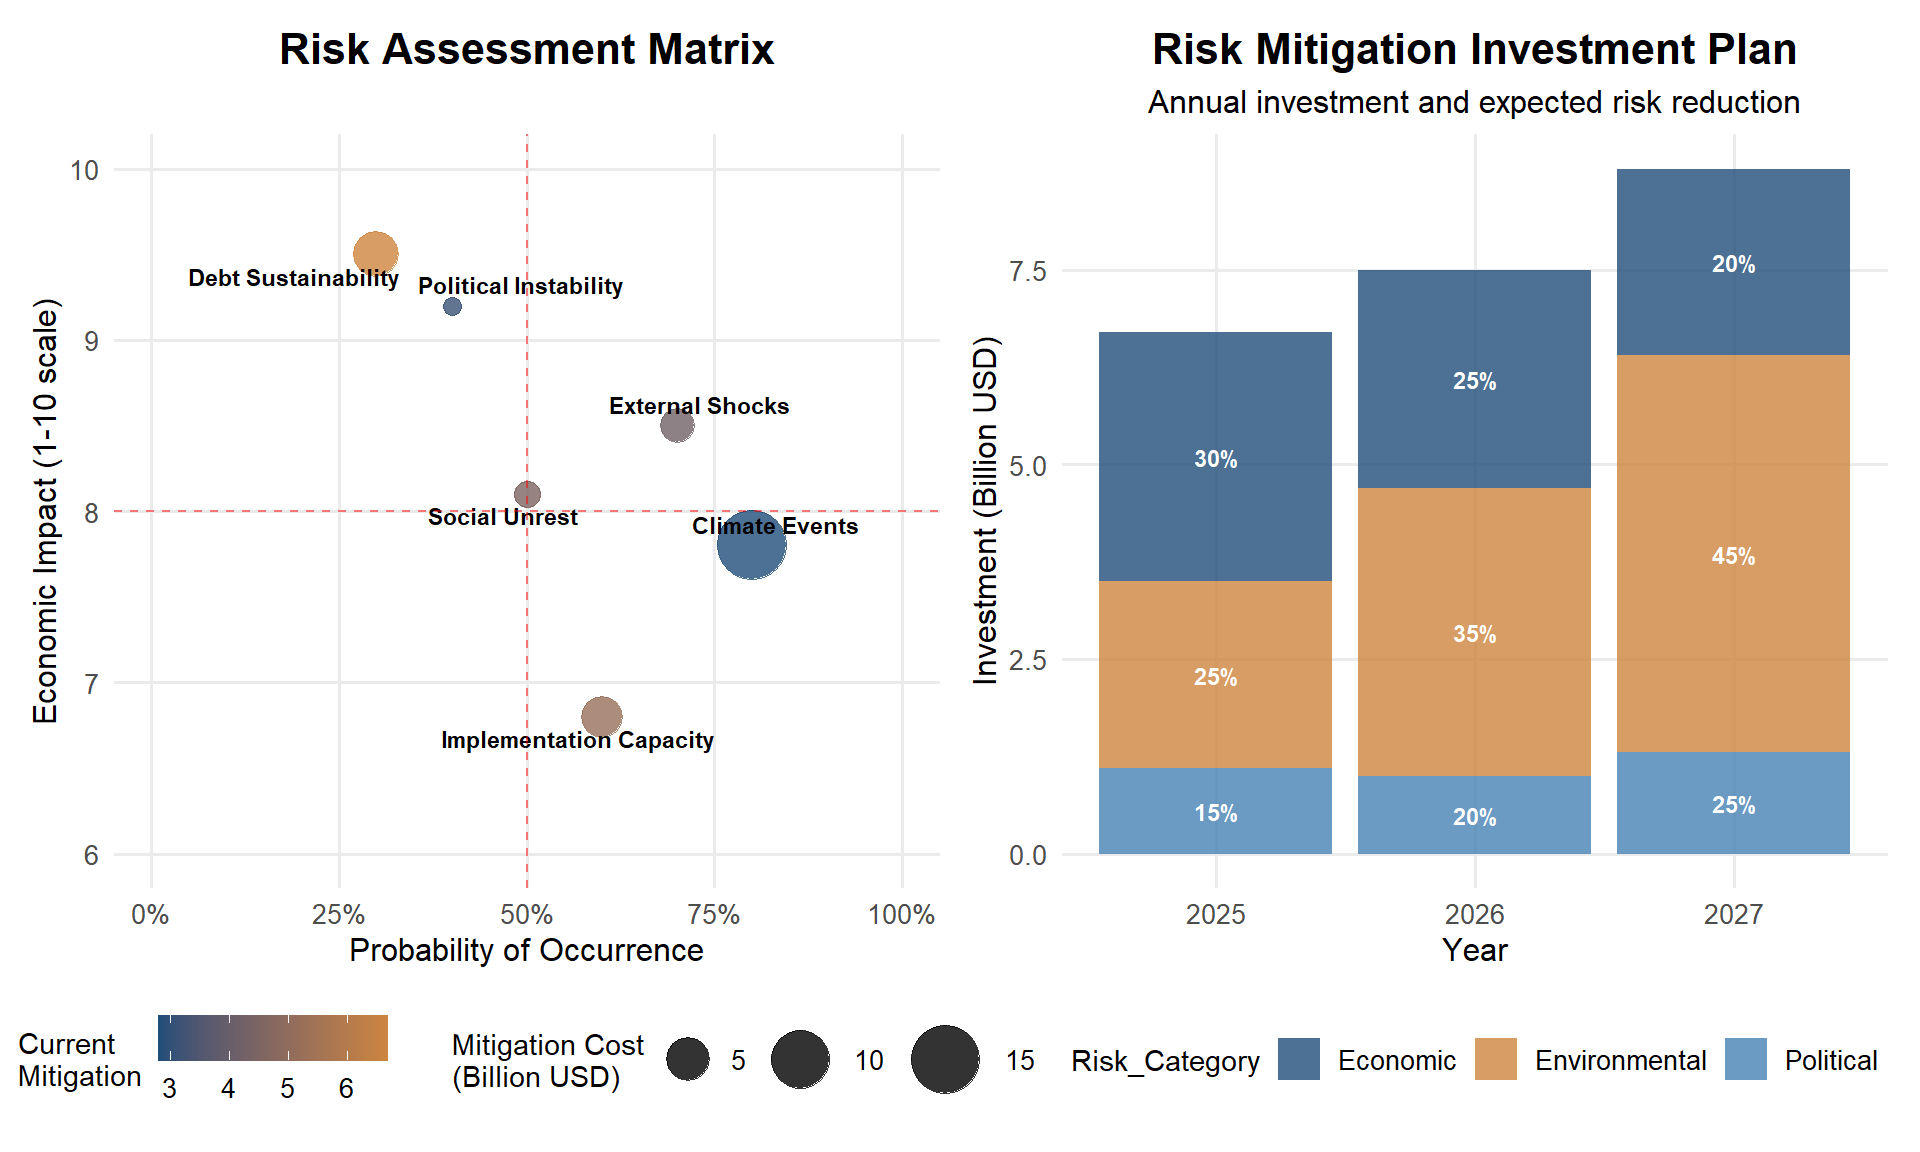 Risk Assessment Matrix
Economic Impact (1-10 scale)
10
9
8
7
6
Debt Sustainability
Political Instability
External Shocks
Social Unrest
Climate Events
Implementation Capacity
0%
25%
50%
75%
100%
Probability of Occurrence
Current
Mitigation
3
4
5
6
Mitigation Cost
(Billion USD)
5
10
15
Risk Mitigation Investment Plan
Annual investment and expected risk reduction
Investment (Billion USD)
7.5
5.0
2.5
0.0
30%
25%
15%
25%
35%
20%
20%
45%
25%
2025
2026
2027
Year
Risk_Category
Economic
Environmental
Political